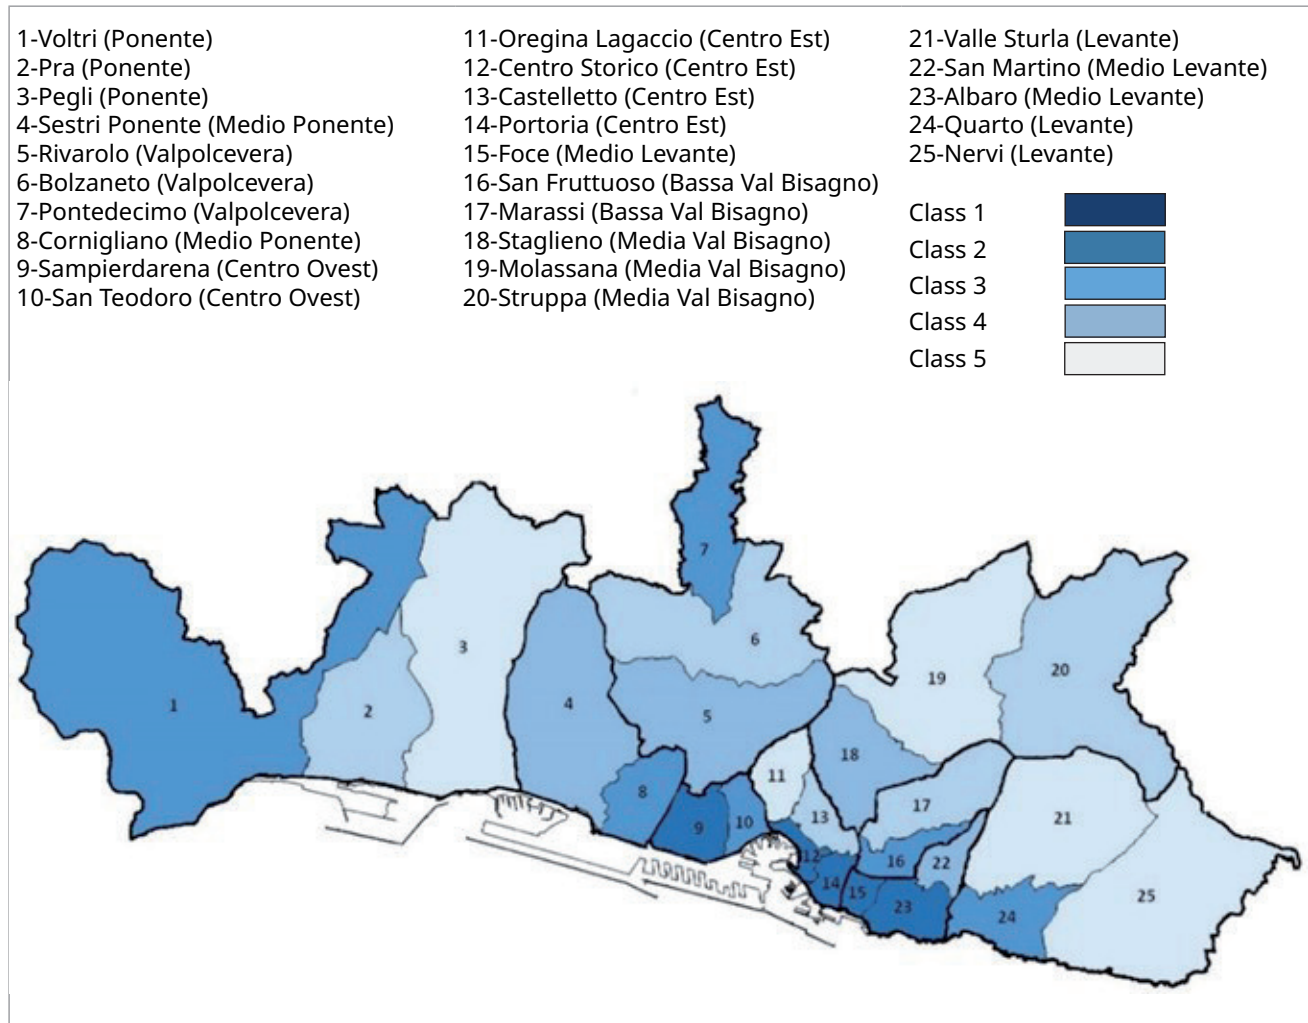 1-Voltri (Ponente)
2-Pra (Ponente)
3-Pegli (Ponente)
4-Sestri Ponente (Medio Ponente)
5-Rivarolo (Valpolcevera)
6-Bolzaneto (Valpolcevera)
7-Pontedecimo (Valpolcevera)
8-Cornigliano (Medio Ponente)
9-Sampierdarena (Centro Ovest)
10-San Teodoro (Centro Ovest)
11-Oregina Lagaccio (Centro Est)
12-Centro Storico (Centro Est)
13-Castelletto (Centro Est)
14-Portoria (Centro Est)
15-Foce (Medio Levante)
16-San Fruttuoso (Bassa Val Bisagno)
17-Marassi (Bassa Val Bisagno)
18-Staglieno (Media Val Bisagno)
19-Molassana (Media Val Bisagno)
20-Struppa (Media Val Bisagno)
21-Valle Sturla (Levante)
22-San Martino (Medio Levante)
23-Albaro (Medio Levante)
24-Quarto (Levante)
25-Nervi (Levante)
Class 1
Class 2
Class 3
Class 4
Class 5
7
6
3
19
20
1
2
4
5
18
11
8
17
13
21
10
9
12
16
22
14
15
23
25
24